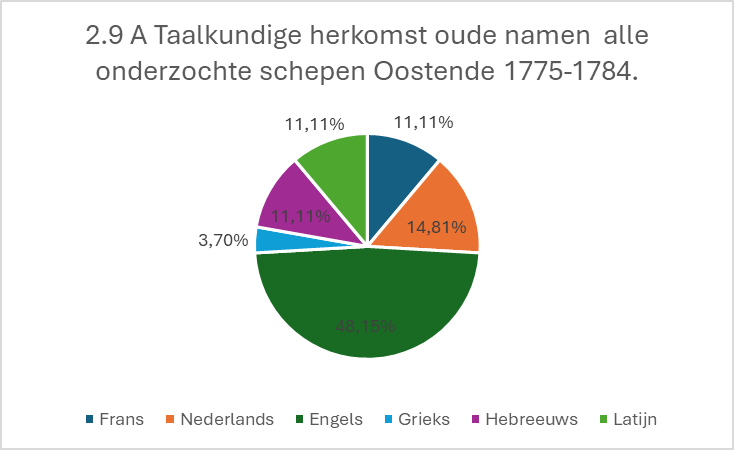 2.9 A Taalkundige herkomst oude namen alle
onderzochte schepen Oostende 1775-1784.
11,11%
11,11%
11,11%
14,81%
3,70%
48,15%
Frans Nederlands Engels Grieks Hebreeuws Latijn